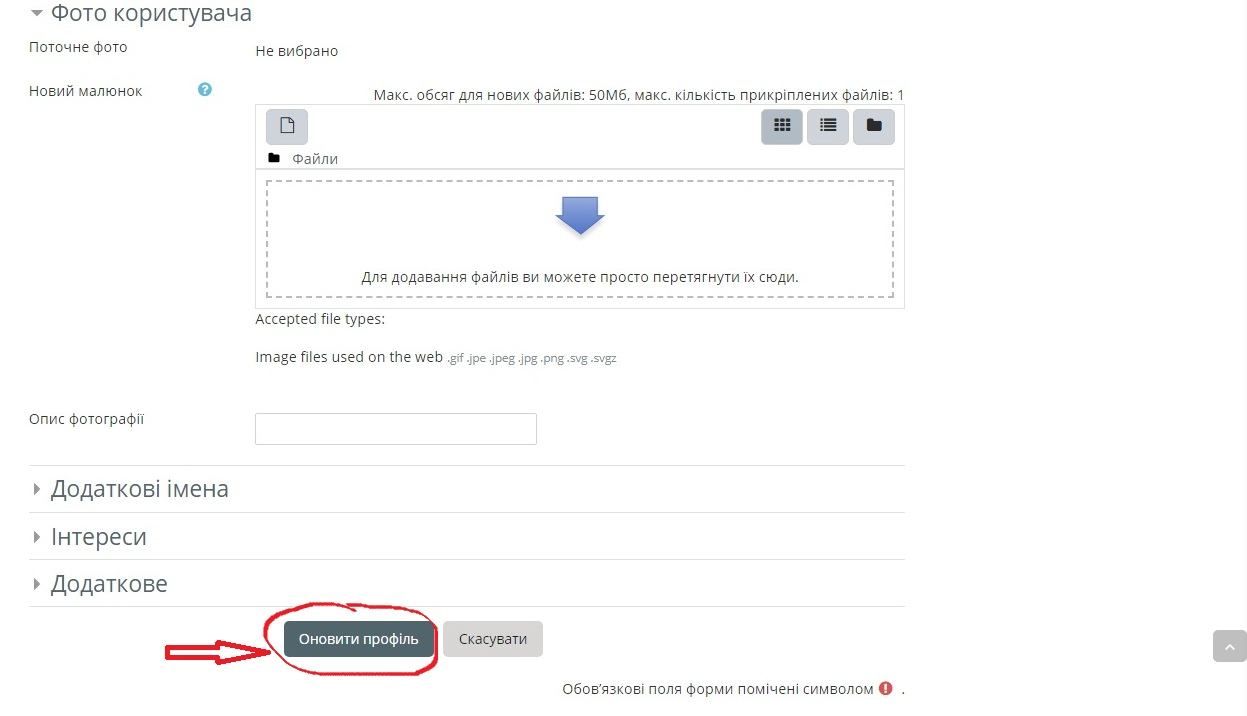 Фото користувача
Поточне фото
Не вибрано
Новий малюнок
Макс. обсяг для нових файлів: 50Мб, макс. кількість прикріплених файлів: 1
Файли
Для додавання файлів ви можете просто перетягнути їх сюди.
Accepted file types:
Image files used on the web .gif .jpe .jpeg .jpg .png .svg .svgz
Опис фотографії
Додаткові імена
Інтереси
Додаткове
Оновити профіль Скасувати
Обов’язкові поля форми помічені символом .